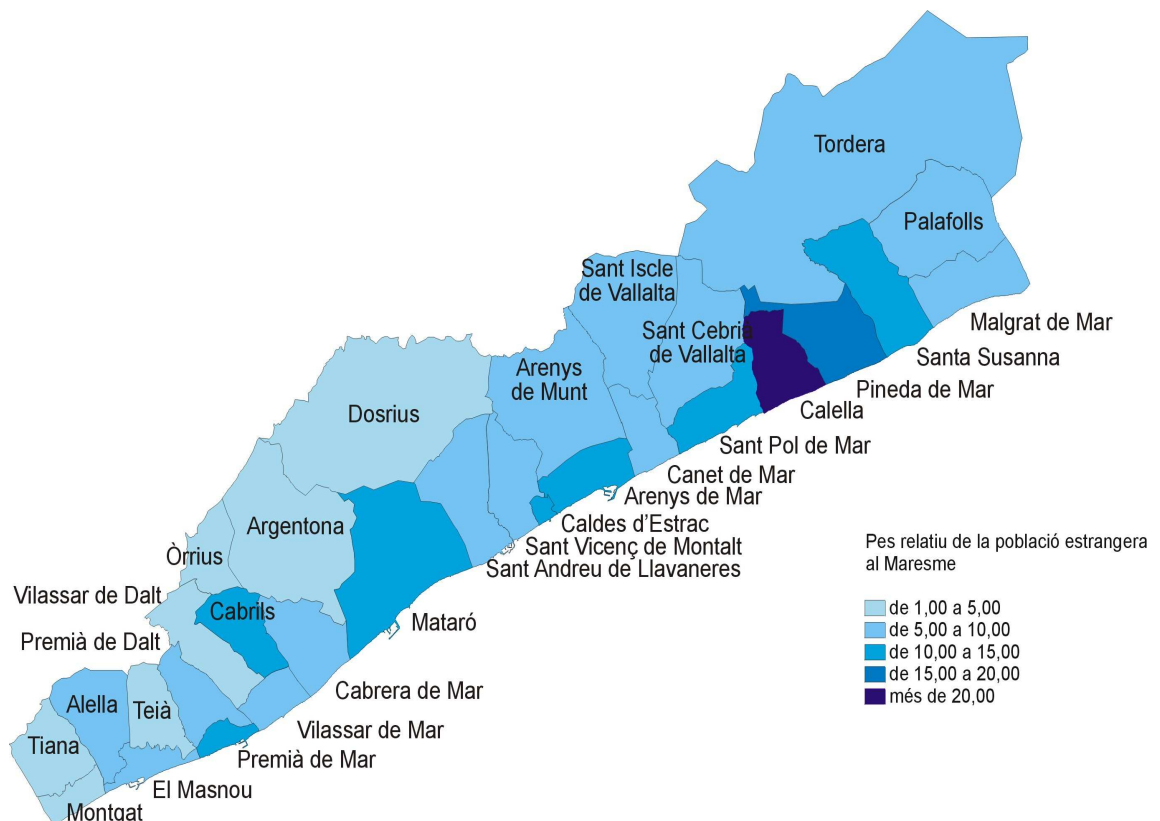 Tordera
Palafolls
Sant Iscle
de Vallalta
Malgrat de Mar
Sant Cebrià
de Vallalta
Santa Susanna
Arenys
de Munt
Pineda de Mar
Calella
Dosrius
Sant Pol de Mar
Canet de Mar
Arenys de Mar
Argentona
Caldes d’Estrac
Sant Vicenç de Montalt
Sant Andreu de Llavaneres
Òrrius
Vilassar de Dalt
Cabrils
Mataró
Premià de Dalt
Cabrera de Mar
Alella
Teià
Vilassar de Mar
Tiana
Premià de Mar
El Masnou
Montgat
Pes relatiu de la població estrangera
al Maresme
de 1,00 a 5,00
de 5,00 a 10,00
de 10,00 a 15,00
de 15,00 a 20,00
més de 20,00